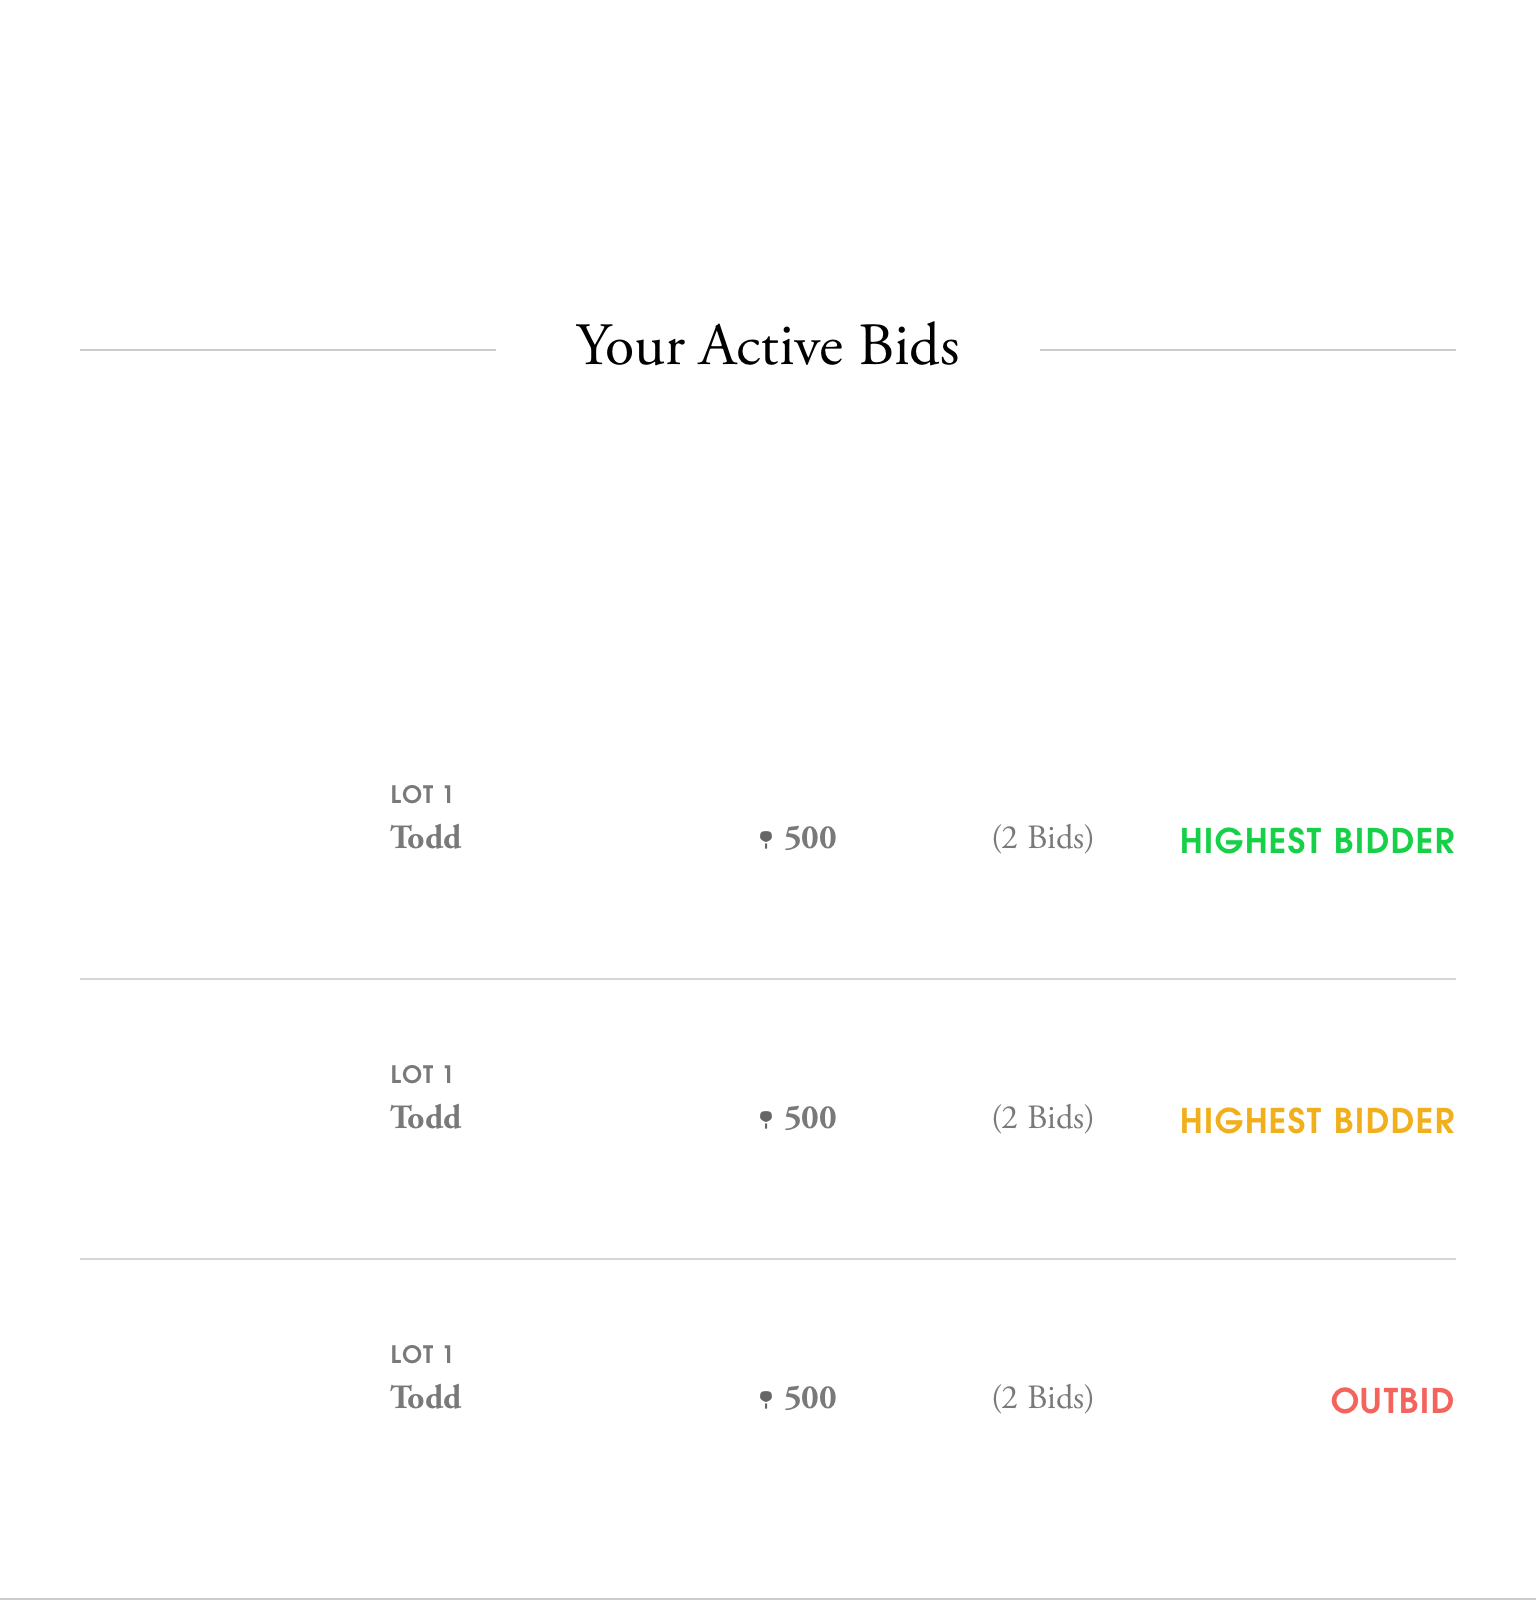 Your Active Bids
LOT 1
Todd
500
(2 Bids)
HIGHEST BIDDER
LOT 1
Todd
500
(2 Bids)
HIGHEST BIDDER
LOT 1
Todd
500
(2 Bids)
OUTBID